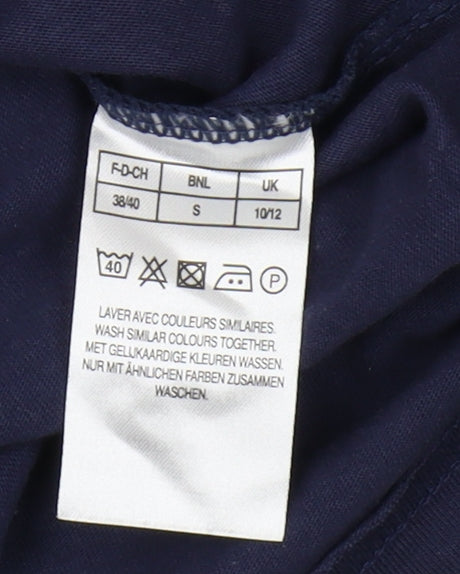 F-D-CH BNL UK
38/40 S 10/12
40 P
LAVER AVEC COULEURS SIMILAIRES.
WASH SIMILAR COLOURS TOGETHER.
MET GELIJKAARDIGE KLEUREN WASSEN.
NUR MIT ÄHNLICHEN FARBEN ZUSAMMEN
WASCHEN.